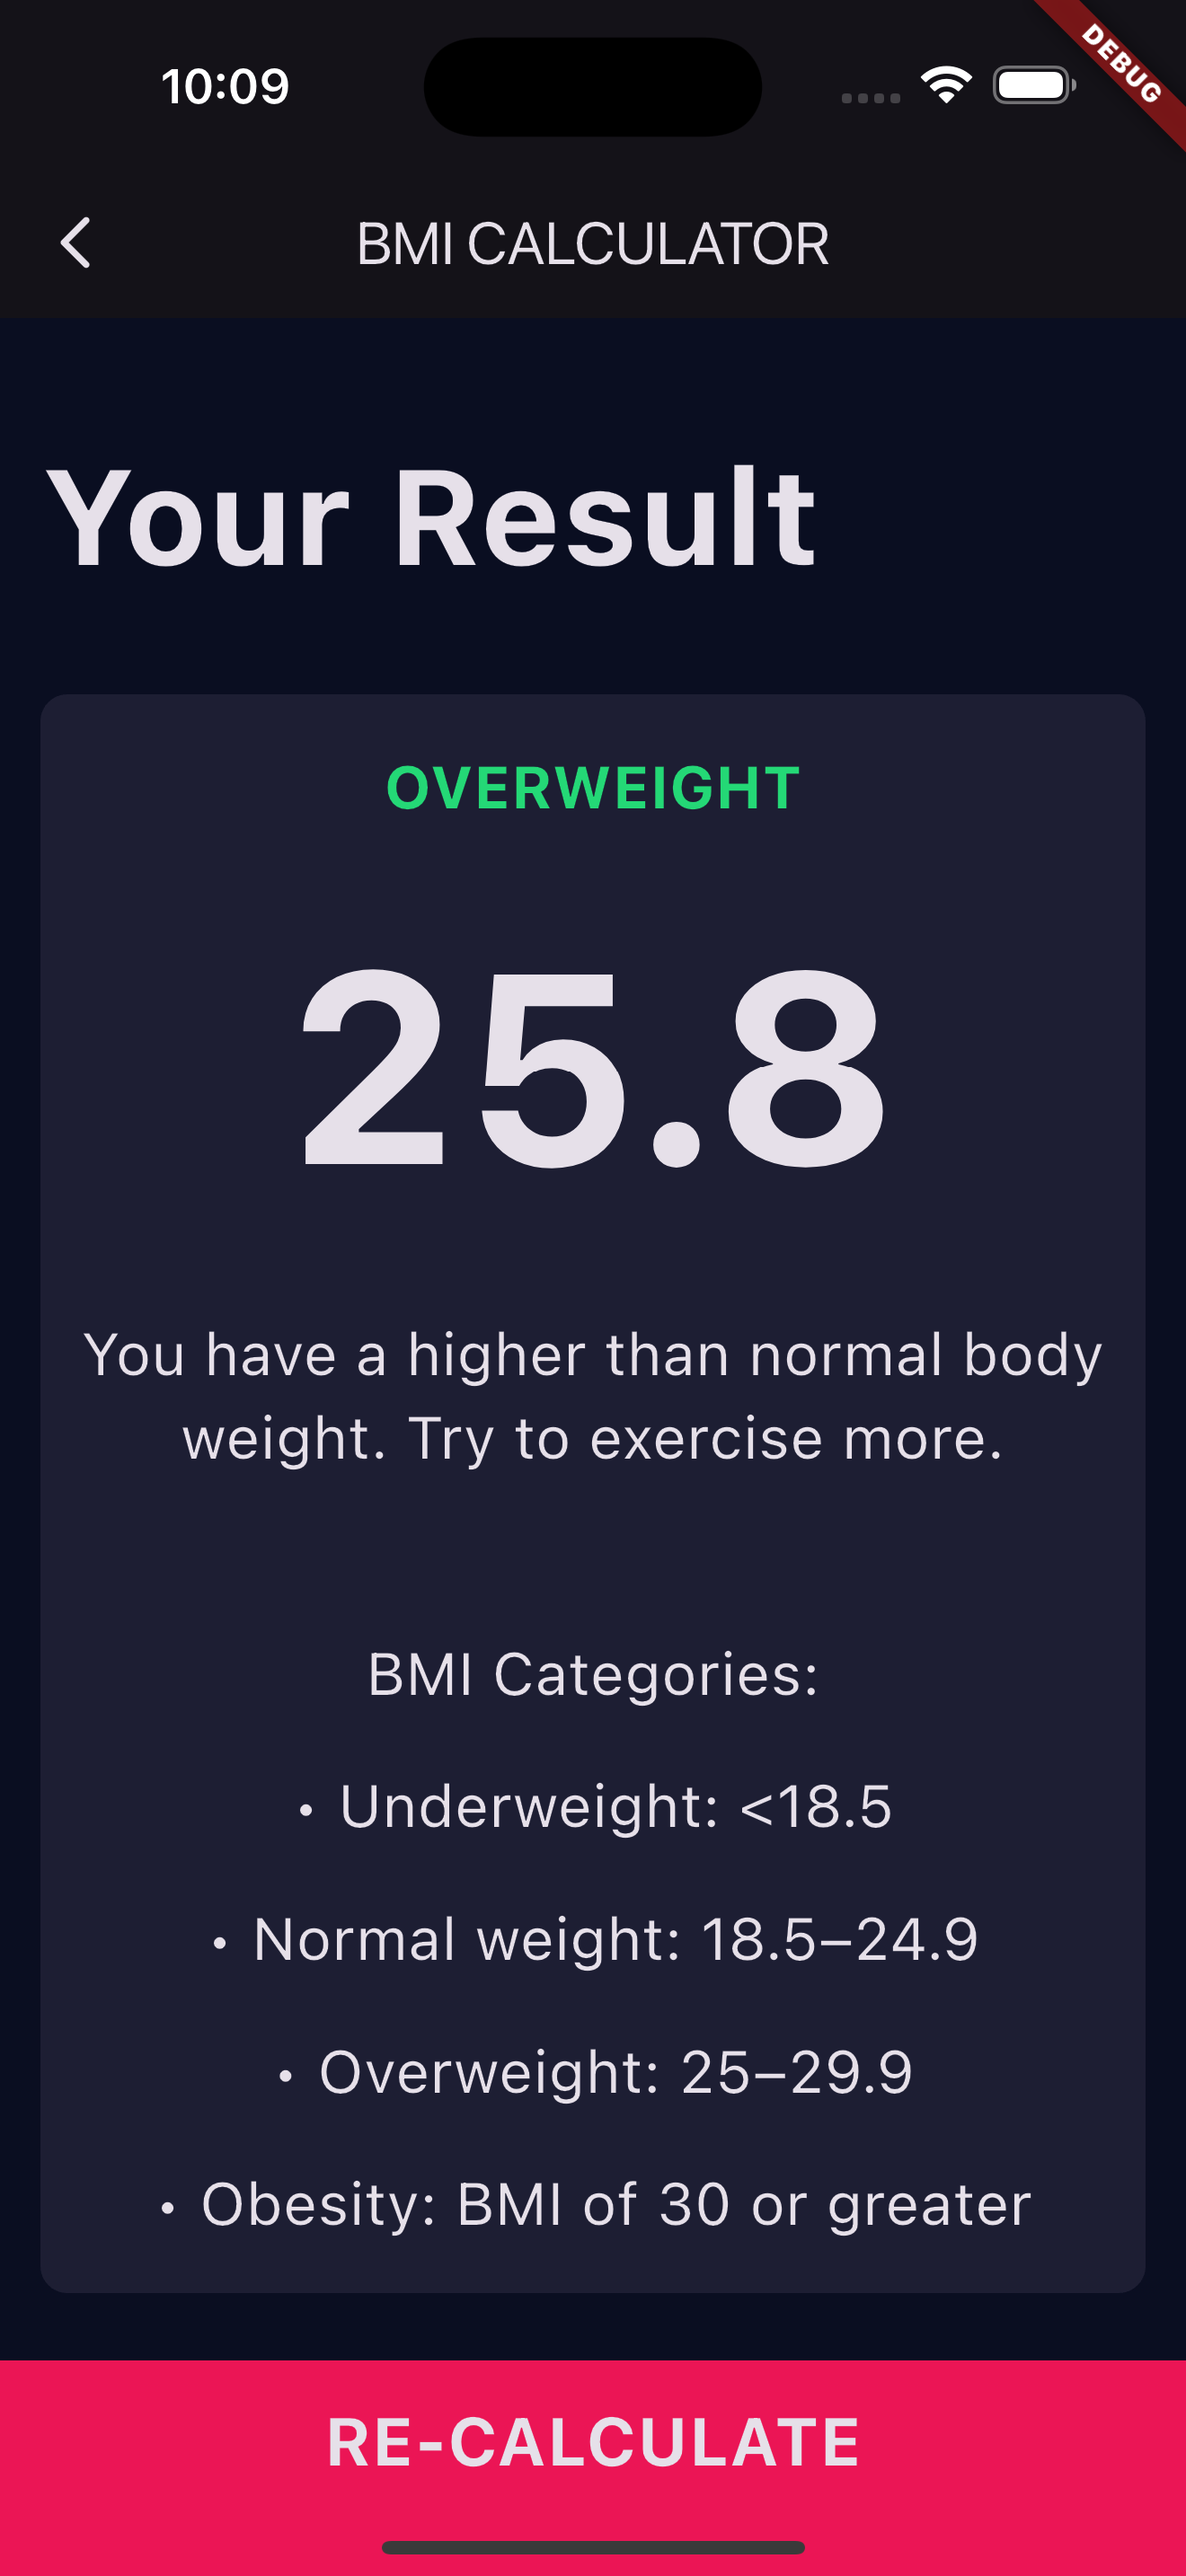 10:09
DEBUG
BMI CALCULATOR
Your Result
OVERWEIGHT
25.8
You have a higher than normal body
weight. Try to exercise more.
BMI Categories:
• Underweight: <18.5
• Normal weight: 18.5–24.9
• Overweight: 25–29.9
• Obesity: BMI of 30 or greater
RE-CALCULATE